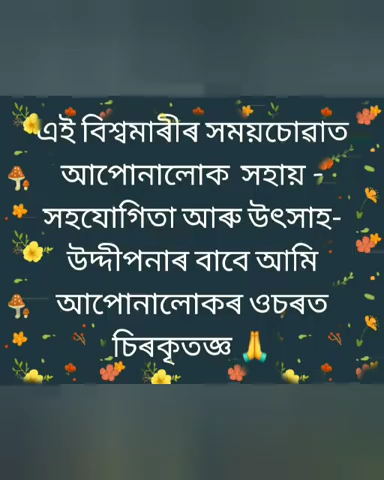 এই বিশ্বমাৰীৰ সময়চোৱাত
আপোনালোক সহায় -
সহযোগিতা আৰু উৎসাহ-
উদ্দীপনাৰ বাবে আমি
আপোনালোকৰ ওচৰত
চিৰকৃতজ্ঞ 🙏